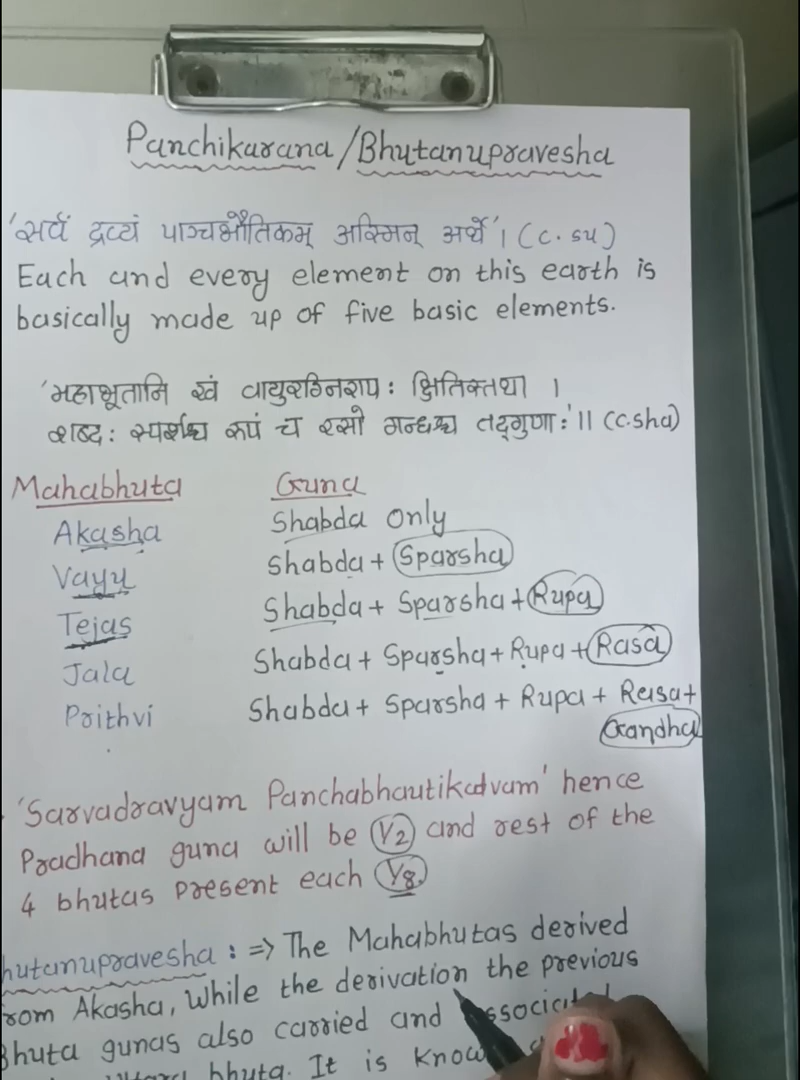 Panchikarana/Bhutanupravesha
'सर्वं द्रव्यं पाञ्चभौतिकम् अस्मिन् अर्थे'। (c.su)
Each and every element on this earth is
basically made up of five basic elements.
'महाभूतानि खं वायुरग्निरापः क्षितिस्तथा ।
शब्दः स्पर्शश्च रूपं च रसो गन्धश्च तद्गुणाः'॥ (c.sha)
Mahabhuta Guna
Akasha Shabda Only
Vayu Shabda + Sparsha
Tejas Shabda + Sparsha + Rupa
Jala Shabda + Sparsha + Rupa + Rasa
Prithvi Shabda + Sparsha + Rupa + Rasa +
Gandha
'Sarvadravyam Panchabhautikatvam' hence
Pradhana guna will be 1/2 and rest of the
4 bhutas present each 1/8.
hutanupravesha : => The Mahabhutas derived
rom Akasha, While the derivation the previous
Bhuta gunas also carried and
bhuta. It is